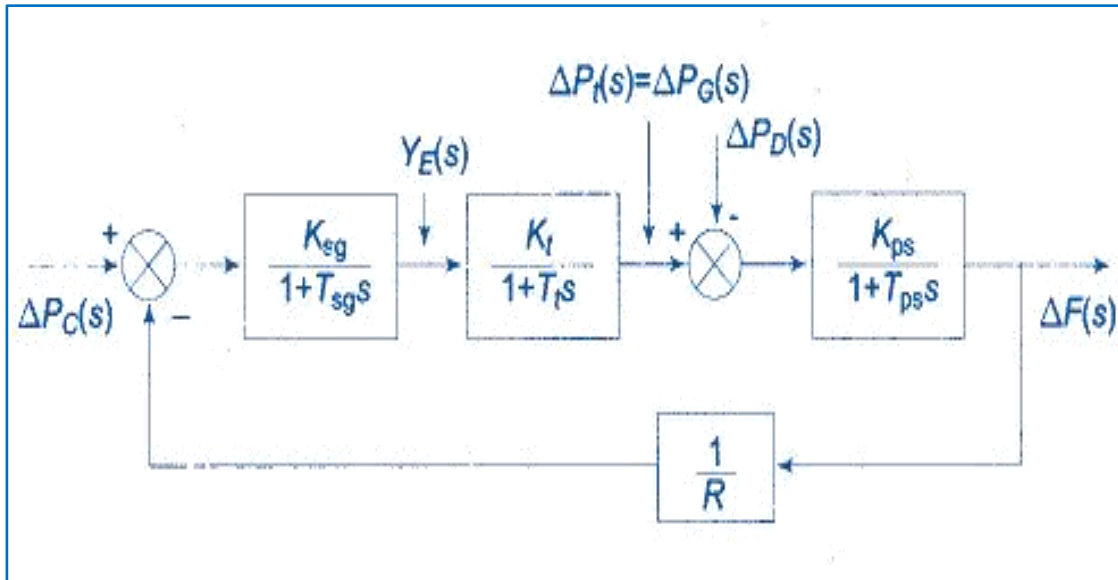 ΔP_t(s)=ΔP_G(s)
ΔP_D(s)
Y_E(s)
+
K_sg
1+T_sg s
K_t
1+T_t s
+
-
K_ps
1+T_ps s
ΔP_C(s)
–
ΔF(s)
1
R